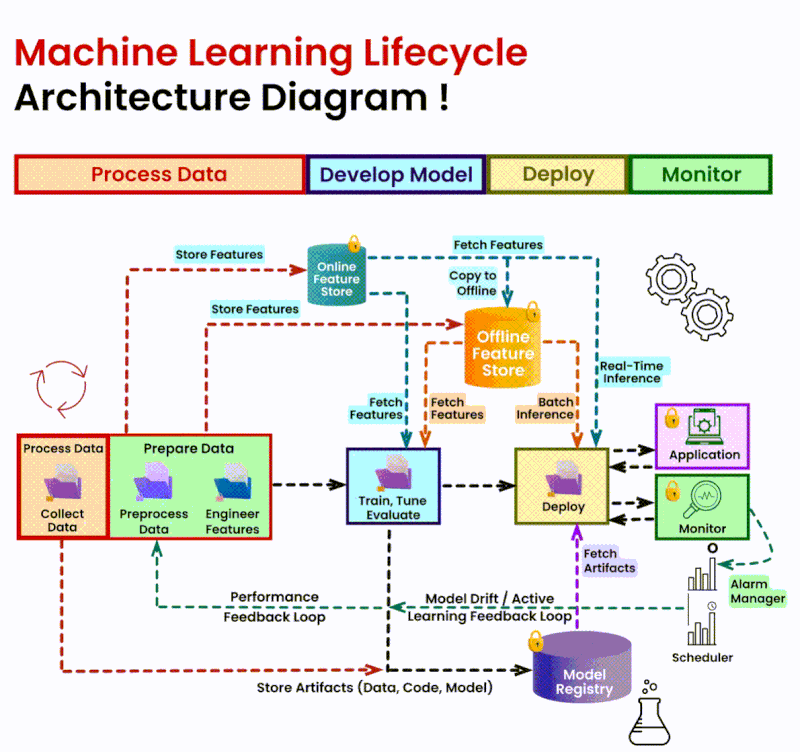 Machine Learning Lifecycle
Architecture Diagram !
Process Data
Develop Model
Deploy
Monitor
Store Features
Online
Feature
Store
Fetch Features
Copy to
Offline
Store Features
Offline
Feature
Store
Real-Time
Inference
Fetch
Features
Fetch
Features
Batch
Inference
Process Data
Collect
Data
Prepare Data
Preprocess
Data
Engineer
Features
Train, Tune
Evaluate
Deploy
Application
Monitor
Fetch
Artifacts
Alarm
Manager
Performance
Feedback Loop
Model Drift / Active
Learning Feedback Loop
Scheduler
Store Artifacts (Data, Code, Model)
Model
Registry